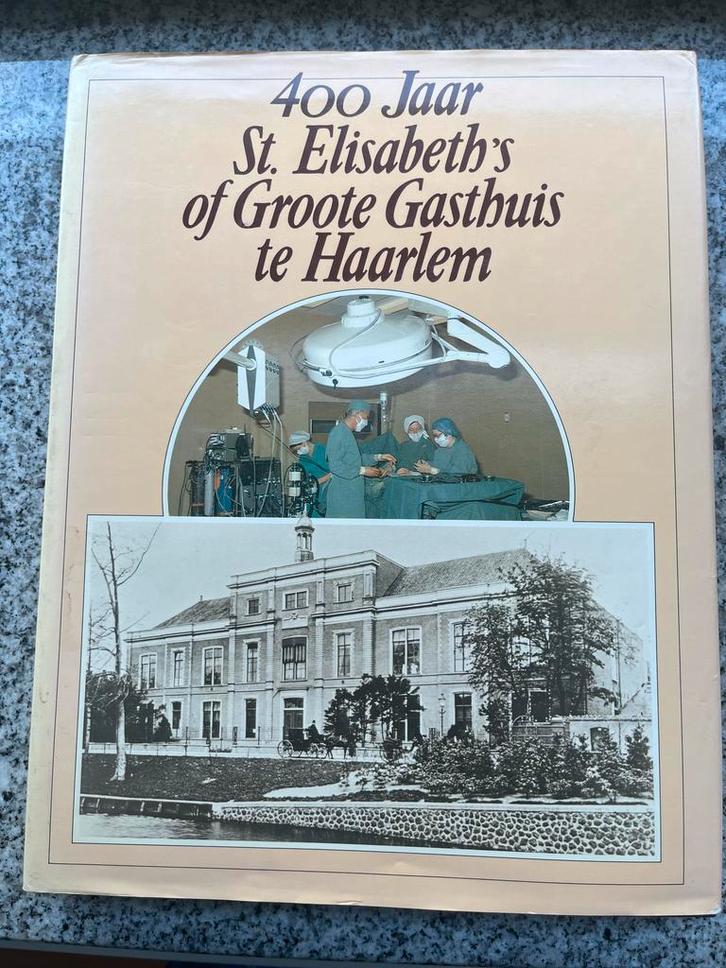 400 Jaar
St. Elisabeth's
of Groote Gasthuis
te Haarlem